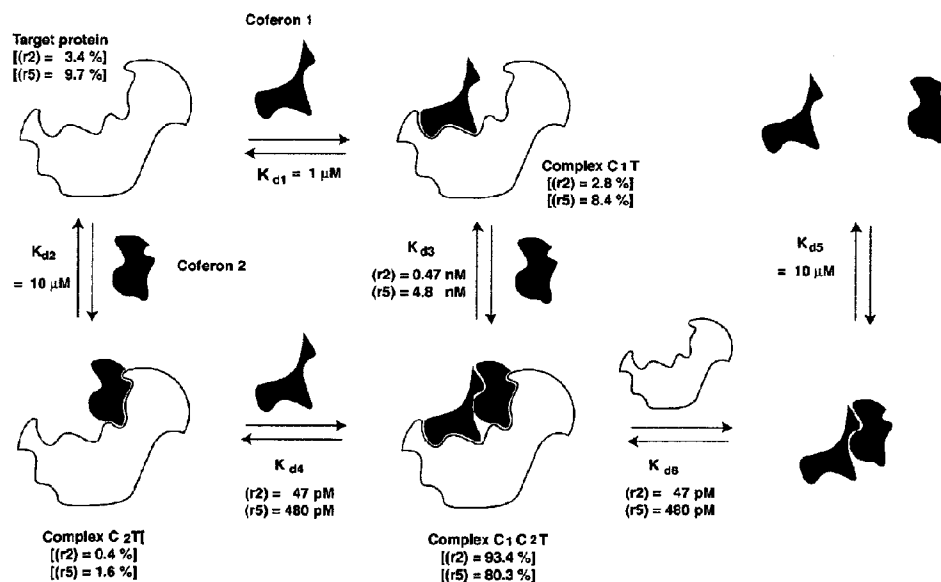 Coferon 1
Target protein
[(r2) = 3.4 %]
[(r5) = 9.7 %]
K d1 = 1 µM
Complex C 1 T
[(r2) = 2.8 %]
[(r5) = 8.4 %]
K d2
= 10 µM
Coferon 2
K d3
(r2) = 0.47 nM
(r5) = 4.8 nM
K d5
= 10 µM
K d4
(r2) = 47 pM
(r5) = 480 pM
K d6
(r2) = 47 pM
(r5) = 480 pM
Complex C 2T[
[(r2) = 0.4 %]
[(r5) = 1.6 %]
Complex C 1 C 2 T
[(r2) = 93.4 %]
[(r5) = 80.3 %]